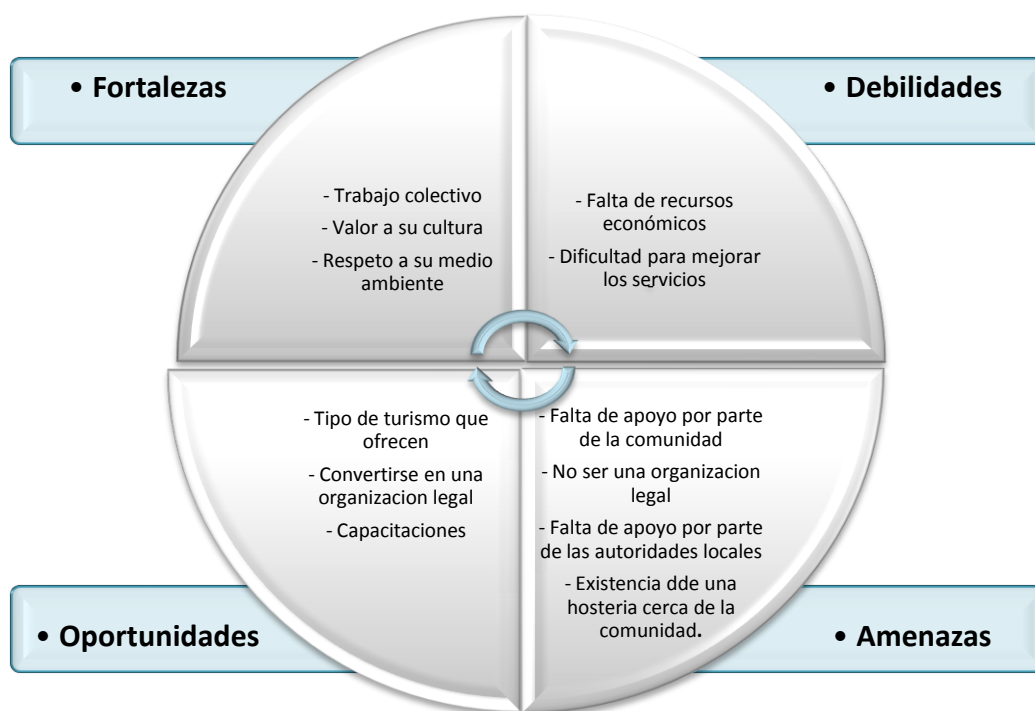 • Fortalezas
- Trabajo colectivo
- Valor a su cultura
- Respeto a su medio
ambiente
• Debilidades
- Falta de recursos
económicos
- Dificultad para mejorar
los servicios
• Oportunidades
- Tipo de turismo que
ofrecen
- Convertirse en una
organizacion legal
- Capacitaciones
• Amenazas
- Falta de apoyo por parte
de la comunidad
- No ser una organizacion
legal
- Falta de apoyo por parte
de las autoridades locales
- Existencia dde una
hosteria cerca de la
comunidad.